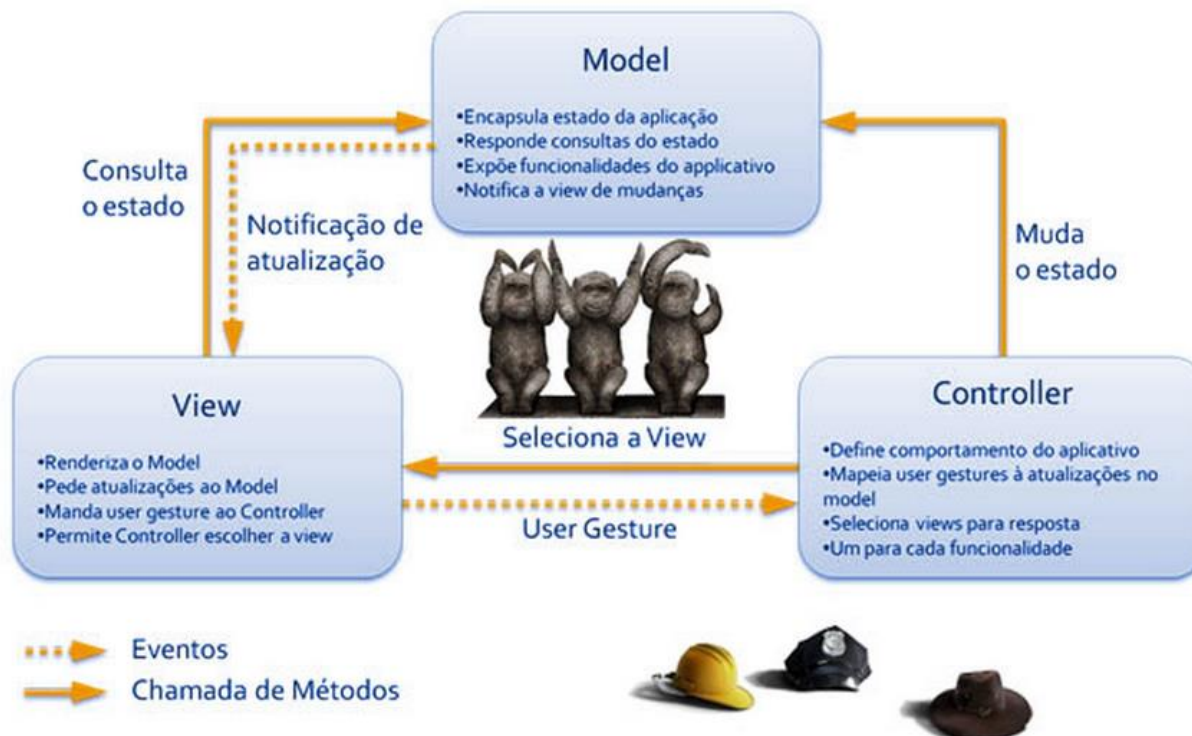 Model
•Encapsula estado da aplicação
•Responde consultas do estado
•Expõe funcionalidades do applicativo
•Notifica a view de mudanças
Consulta
o estado
Notificação de
atualização
Muda
o estado
View
•Renderiza o Model
•Pede atualizações ao Model
•Manda user gesture ao Controller
•Permite Controller escolher a view
Seleciona a View
User Gesture
Controller
•Define comportamento do aplicativo
•Mapeia user gestures à atualizações no
model
•Seleciona views para resposta
•Um para cada funcionalidade
Eventos
Chamada de Métodos